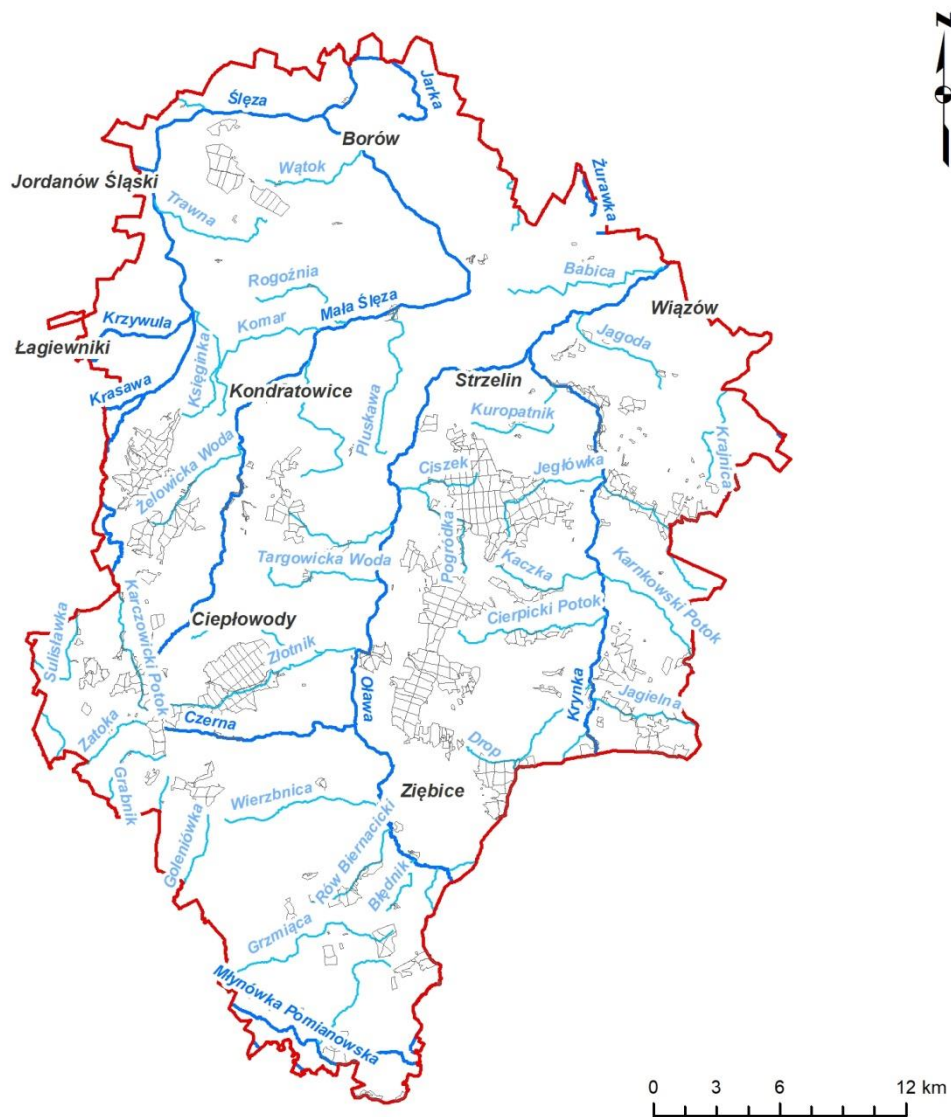 N
Jarka
Ślęza
Borów
Wątok
Żurawka
Jordanów Śląski
Trawna
Rogoźnia
Babica
Mała Ślęza
Wiązów
Krzywula
Komar
Jagoda
Łagiewniki
Księginka
Krasawa
Kondratowice
Strzelin
Pluskawa
Kuropatnik
Krajnica
Żelowicka Woda
Ciszek
Jegłówka
Pogródka
Targowicka Woda
Kaczka
Karnkowski Potok
Karczowicki Potok
Cierpicki Potok
Sulisławka
Ciepłowody
Złotnik
Oława
Krynka
Jagielna
Zatoka
Czerna
Drop
Grabnik
Ziębice
Wierzbnica
Goleniówka
Rów Biernacicki
Błędnik
Grzmiąca
Młynówka Pomianowska
0 3 6 12 km